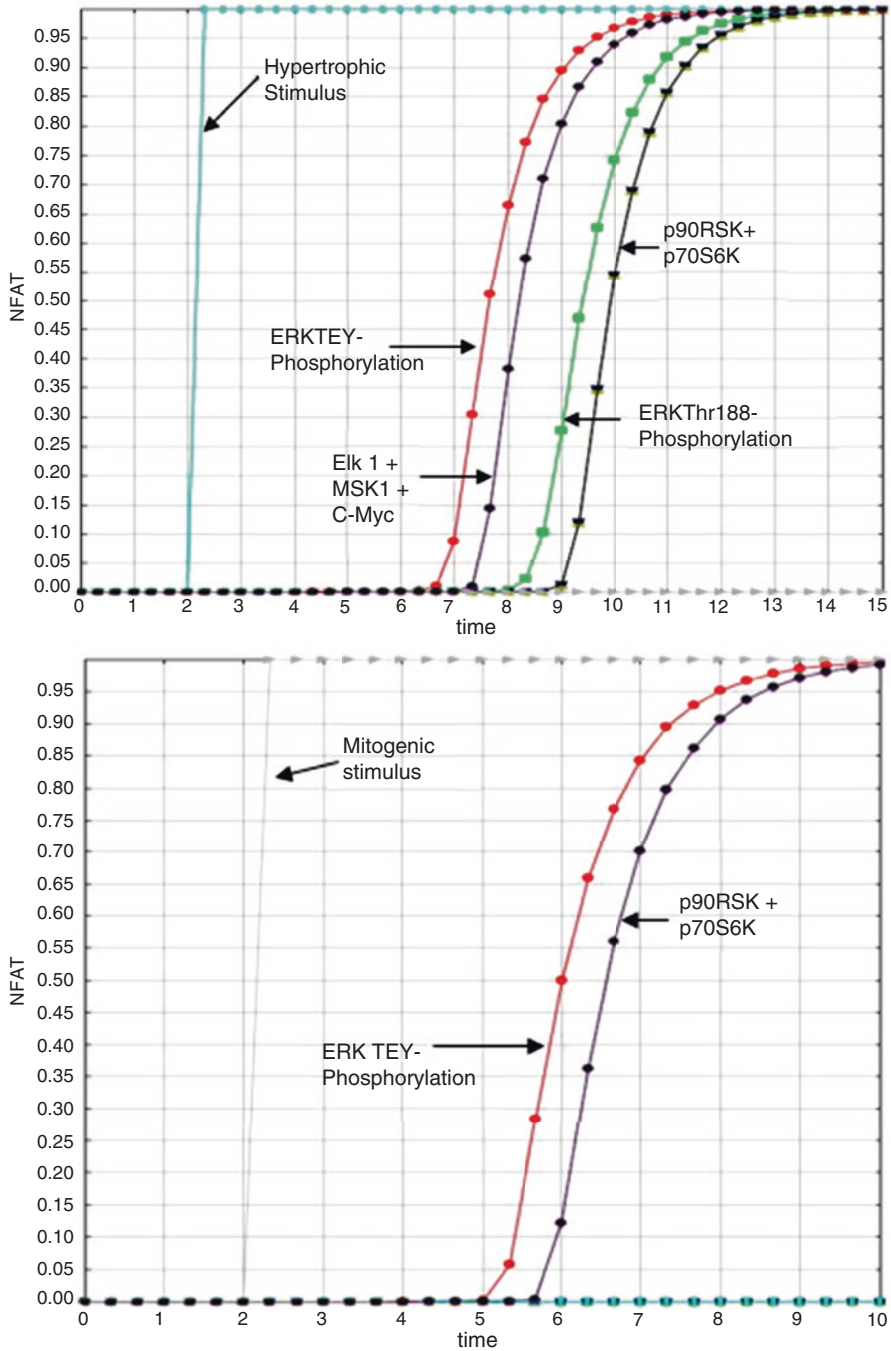 0.95
0.90
0.85
0.80
0.75
0.70
0.65
0.60
0.55
0.50
0.45
0.40
0.35
0.30
0.25
0.20
0.15
0.10
0.05
0.00
NFAT
Hypertrophic
Stimulus
p90RSK+
p70S6K
ERKTEY-
Phosphorylation
ERKThr188-
Phosphorylation
Elk 1 +
MSK1 +
C-Myc
0 1 2 3 4 5 6 7 8 9 10 11 12 13 14 15
time
0.95
0.90
0.85
0.80
0.75
0.70
0.65
0.60
0.55
0.50
0.45
0.40
0.35
0.30
0.25
0.20
0.15
0.10
0.05
0.00
NFAT
Mitogenic
stimulus
p90RSK +
p70S6K
ERK TEY-
Phosphorylation
0 1 2 3 4 5 6 7 8 9 10
time